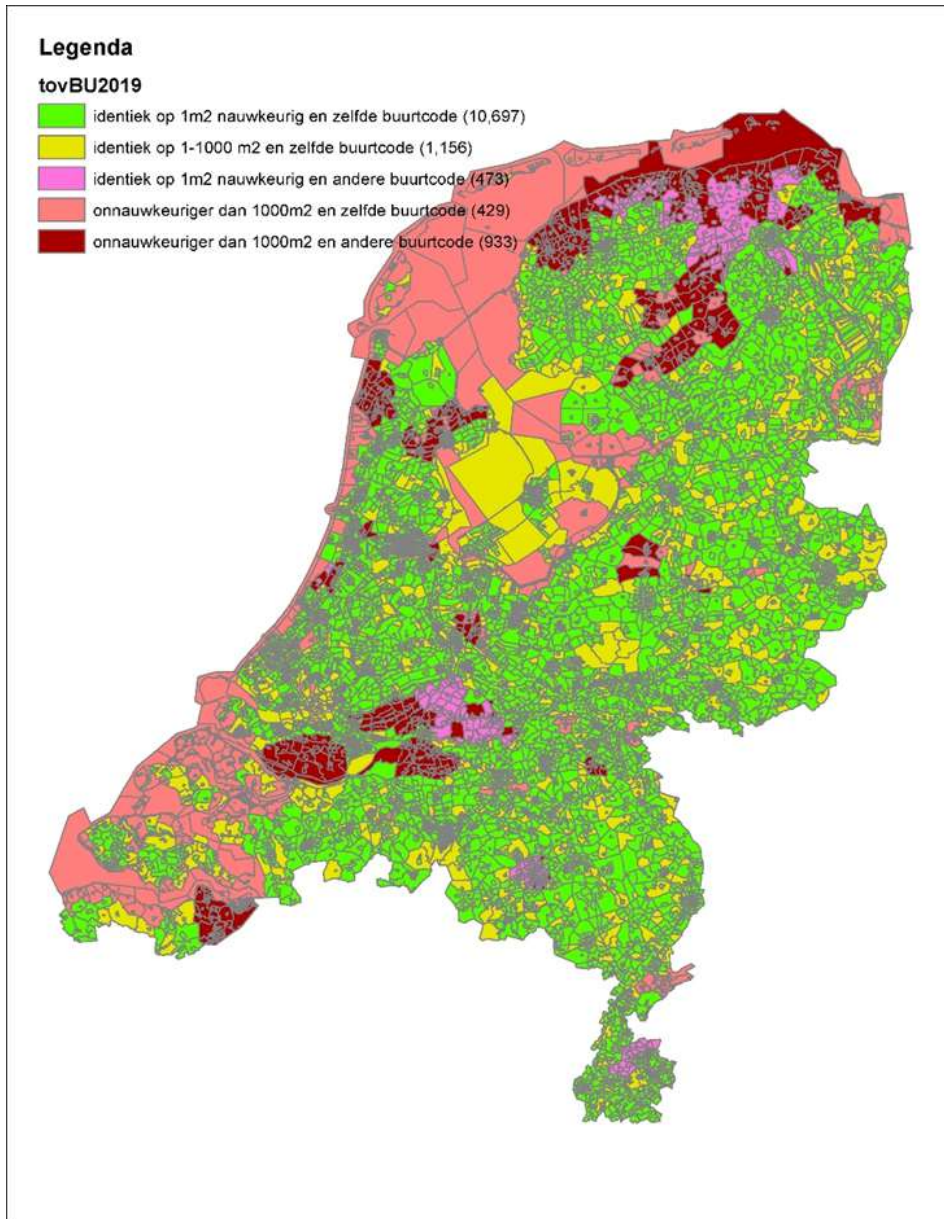 Legenda
tovBU2019
identiek op 1m2 nauwkeurig en zelfde buurtcode (10,697)
identiek op 1-1000 m2 en zelfde buurtcode (1,156)
identiek op 1m2 nauwkeurig en andere buurtcode (473)
onnauwkeuriger dan 1000m2 en zelfde buurtcode (429)
onnauwkeuriger dan 1000m2 en andere buurtcode (933)